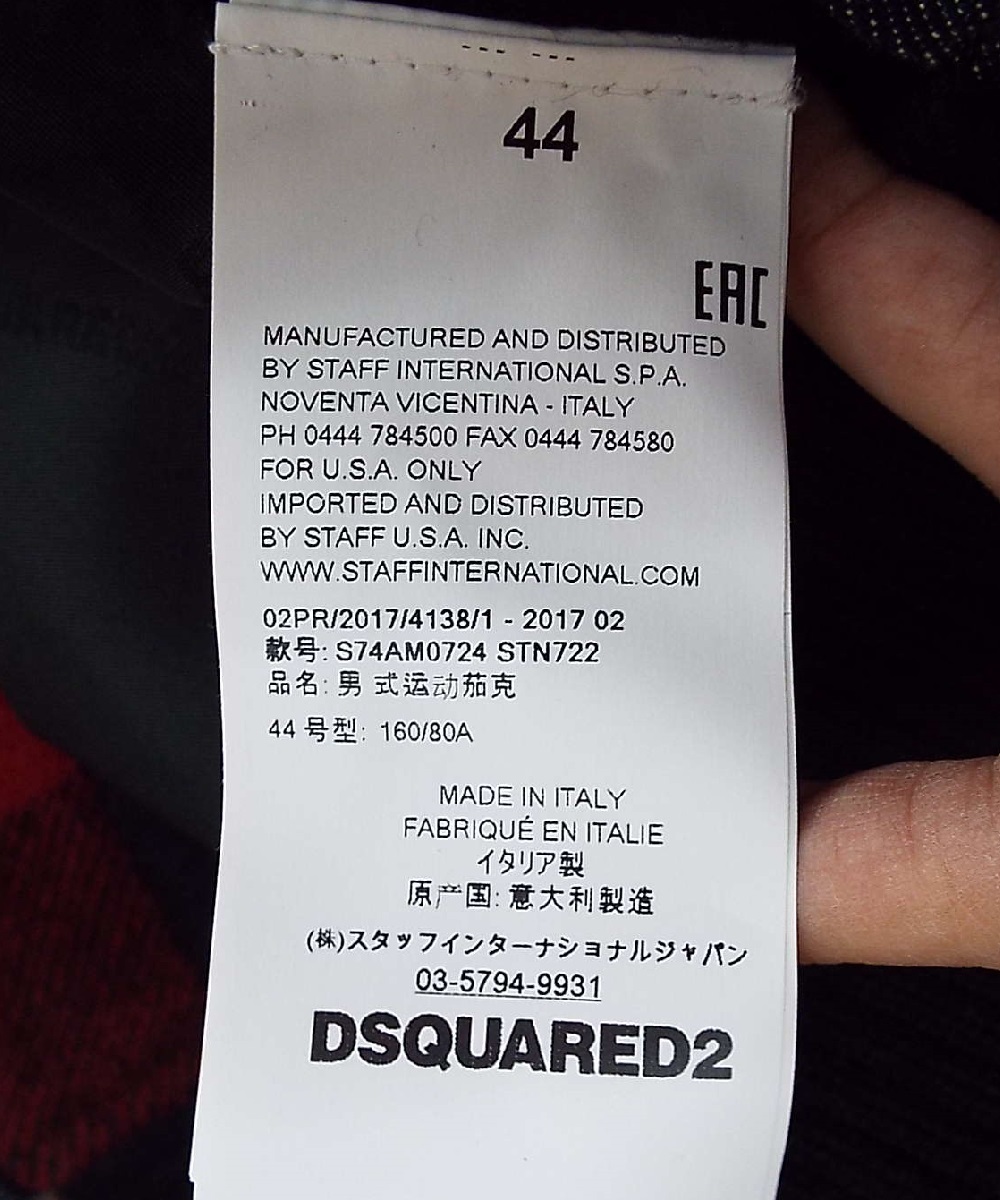 44
EAC
MANUFACTURED AND DISTRIBUTED
BY STAFF INTERNATIONAL S.P.A.
NOVENTA VICENTINA - ITALY
PH 0444 784500 FAX 0444 784580
FOR U.S.A. ONLY
IMPORTED AND DISTRIBUTED
BY STAFF U.S.A. INC.
WWW.STAFFINTERNATIONAL.COM
02PR/2017/4138/1 - 2017 02
款号: S74AM0724 STN722
品名: 男 式运动茄克
44 号型: 160/80A
MADE IN ITALY
FABRIQUÉ EN ITALIE
イタリア製
原产国: 意大利製造
(株)スタッフインターナショナルジャパン
03-5794-9931
DSQUARED2